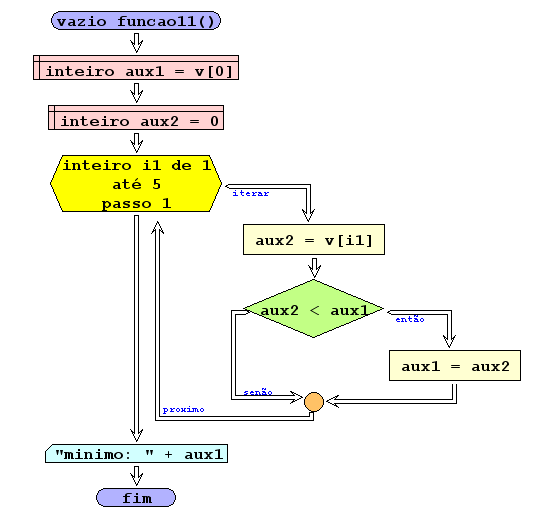 vazio funcao11()
inteiro aux1 = v[0]
inteiro aux2 = 0
inteiro i1 de 1
até 5
passo 1
iterar
aux2 = v[i1]
aux2 < aux1
então
aux1 = aux2
senão
proximo
"minimo: " + aux1
fim